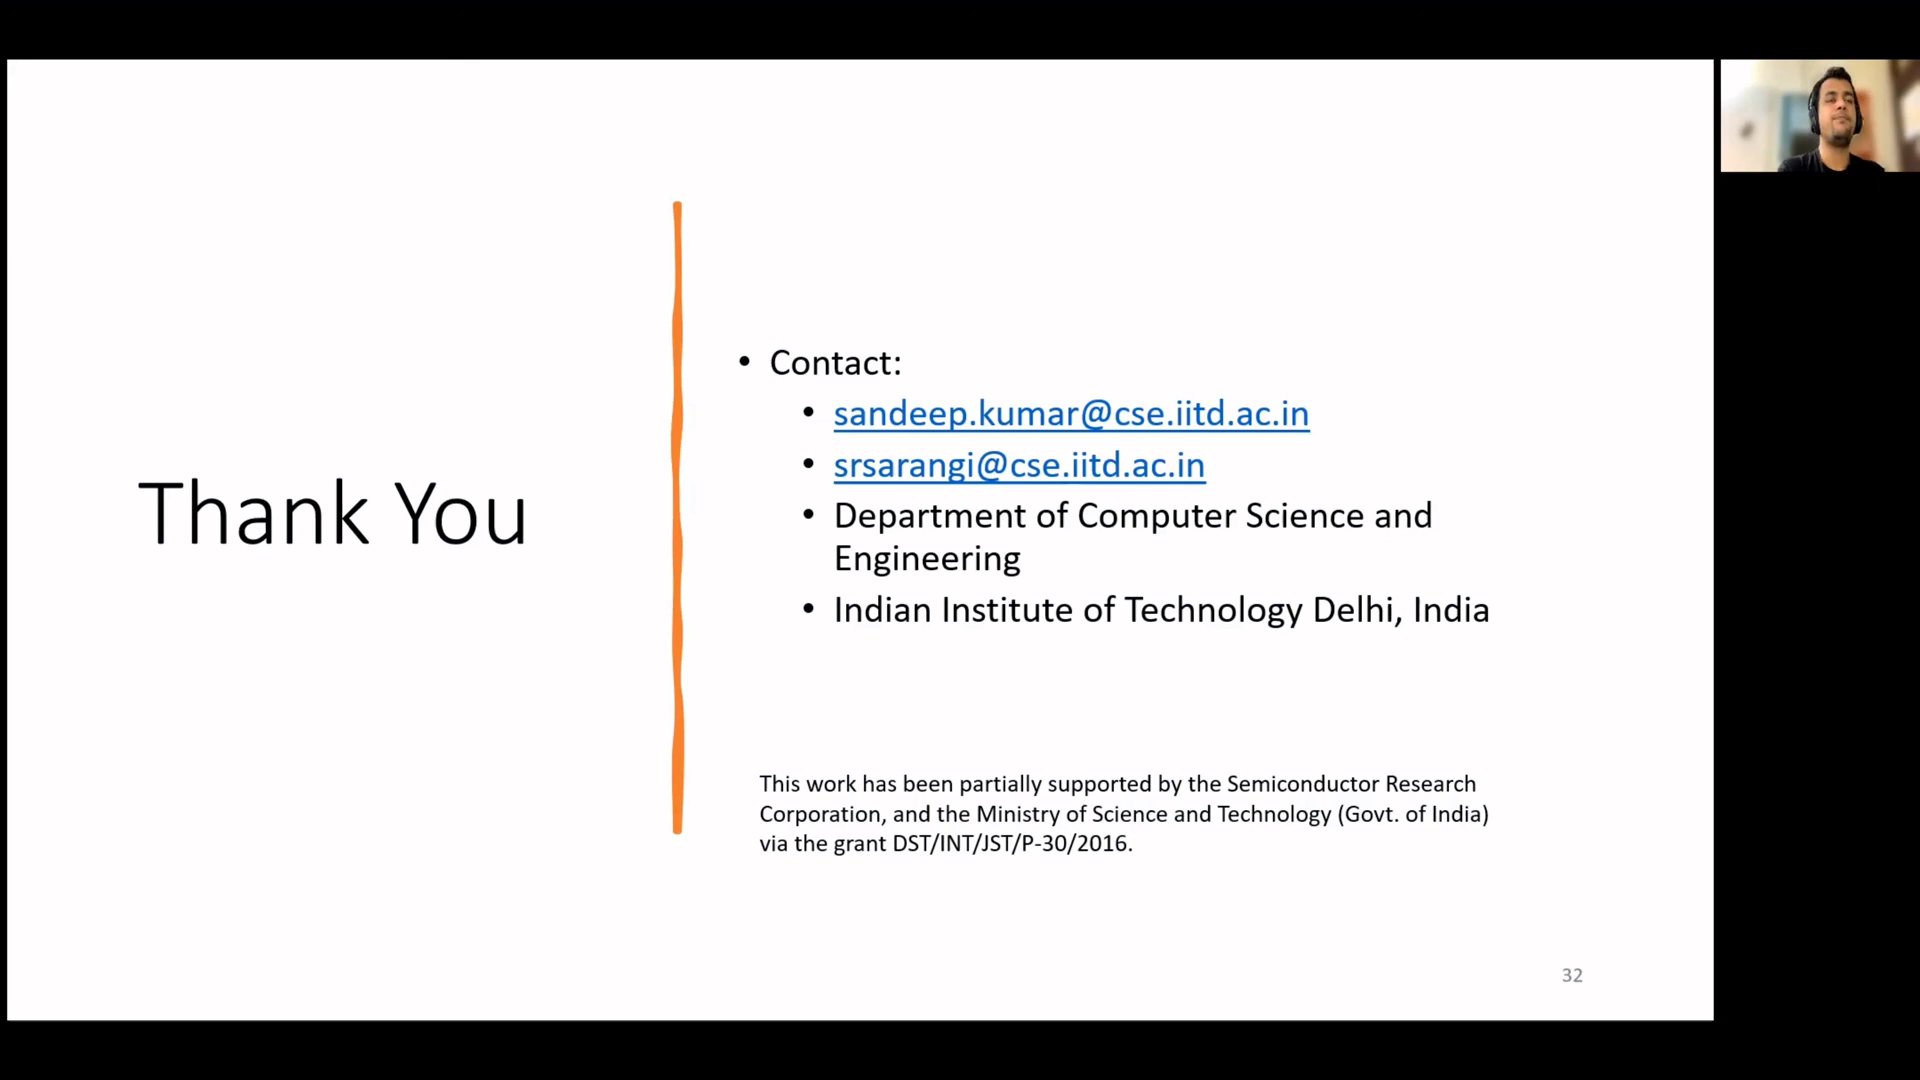 Thank You
• Contact:
• sandeep.kumar@cse.iitd.ac.in
• srsarangi@cse.iitd.ac.in
• Department of Computer Science and
Engineering
• Indian Institute of Technology Delhi, India
This work has been partially supported by the Semiconductor Research
Corporation, and the Ministry of Science and Technology (Govt. of India)
via the grant DST/INT/JST/P-30/2016.
32